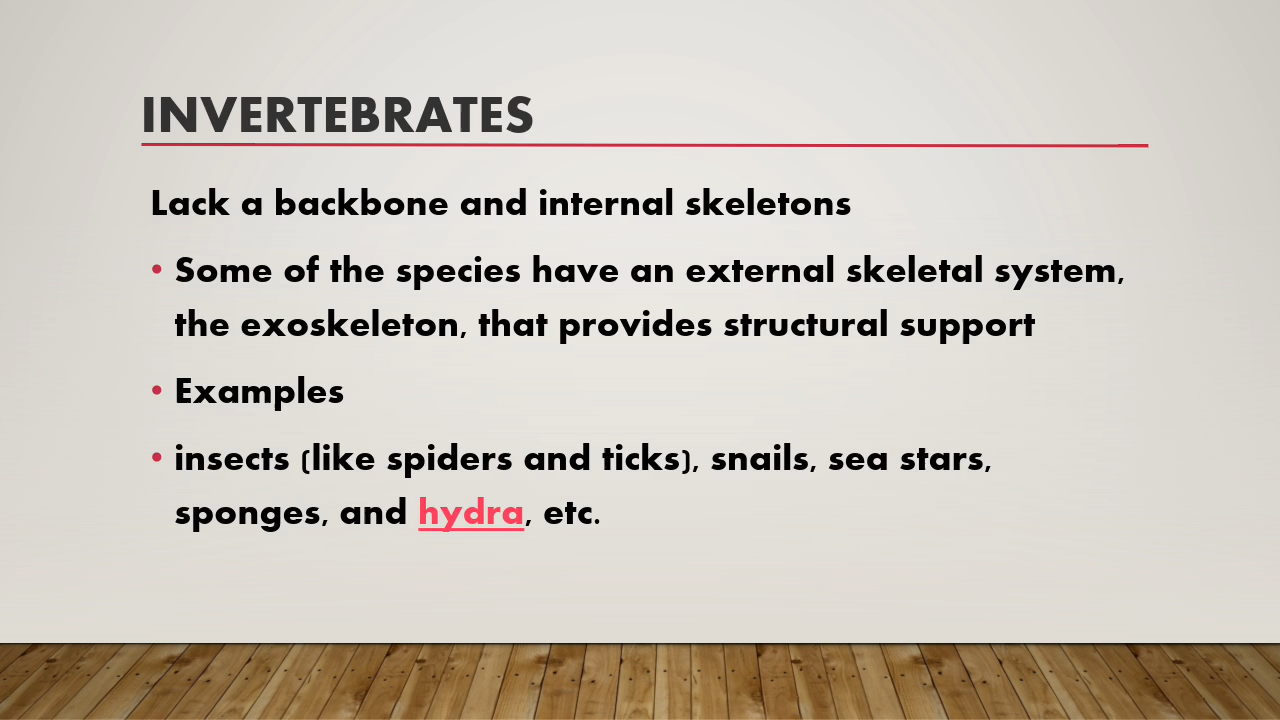 INVERTEBRATES
Lack a backbone and internal skeletons
• Some of the species have an external skeletal system,
the exoskeleton, that provides structural support
• Examples
• insects (like spiders and ticks), snails, sea stars,
sponges, and hydra, etc.